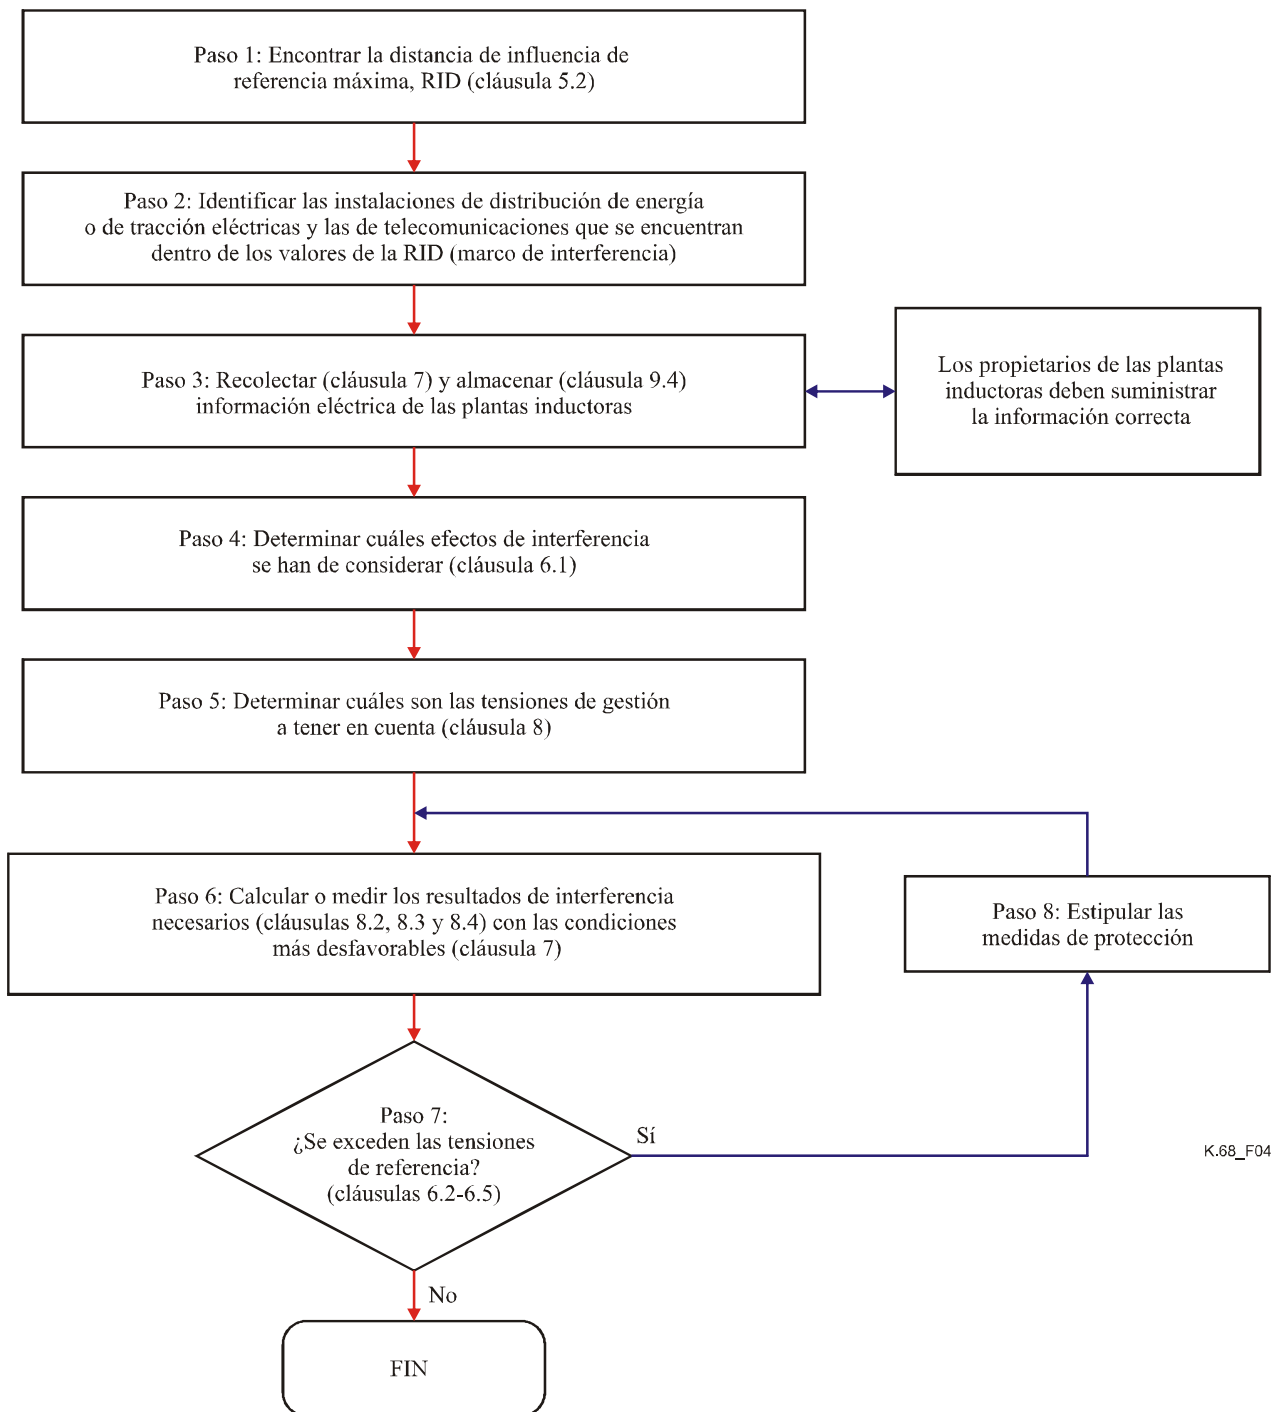 Paso 1: Encontrar la distancia de influencia de
referencia máxima, RID (cláusula 5.2)
Paso 2: Identificar las instalaciones de distribución de energía
o de tracción eléctricas y las de telecomunicaciones que se encuentran
dentro de los valores de la RID (marco de interferencia)
Paso 3: Recolectar (cláusula 7) y almacenar (cláusula 9.4)
información eléctrica de las plantas inductoras
Los propietarios de las plantas
inductoras deben suministrar
la información correcta
Paso 4: Determinar cuáles efectos de interferencia
se han de considerar (cláusula 6.1)
Paso 5: Determinar cuáles son las tensiones de gestión
a tener en cuenta (cláusula 8)
Paso 6: Calcular o medir los resultados de interferencia
necesarios (cláusulas 8.2, 8.3 y 8.4) con las condiciones
más desfavorables (cláusula 7)
Paso 8: Estipular las
medidas de protección
Paso 7:
¿Se exceden las tensiones
de referencia?
(cláusulas 6.2-6.5)
Sí
K.68_F04
No
FIN